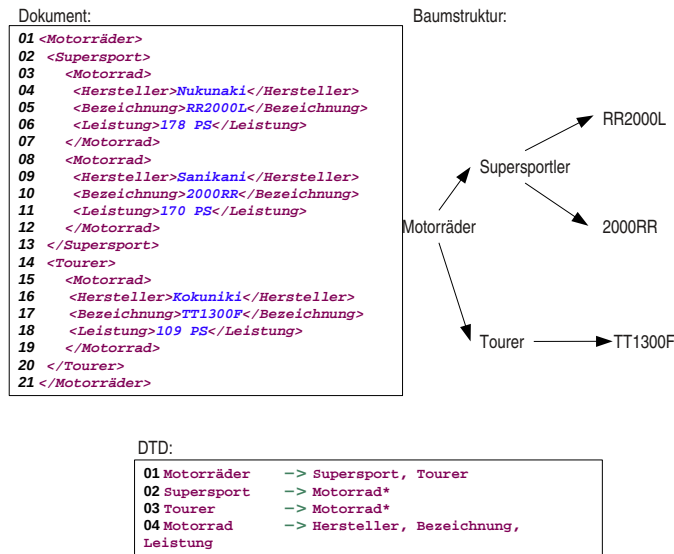 Dokument:
01 <Motorräder>
02 <Supersport>
03 <Motorrad>
04 <Hersteller>Nukunaki</Hersteller>
05 <Bezeichnung>RR2000L</Bezeichnung>
06 <Leistung>178 PS</Leistung>
07 </Motorrad>
08 <Motorrad>
09 <Hersteller>Sanikani</Hersteller>
10 <Bezeichnung>2000RR</Bezeichnung>
11 <Leistung>170 PS</Leistung>
12 </Motorrad>
13 </Supersport>
14 <Tourer>
15 <Motorrad>
16 <Hersteller>Kokuniki</Hersteller>
17 <Bezeichnung>TT1300F</Bezeichnung>
18 <Leistung>109 PS</Leistung>
19 </Motorrad>
20 </Tourer>
21 </Motorräder>
Baumstruktur:
RR2000L
Supersportler
Motorräder
2000RR
Tourer
TT1300F
DTD:
01 Motorräder −> Supersport, Tourer
02 Supersport −> Motorrad*
03 Tourer −> Motorrad*
04 Motorrad −> Hersteller, Bezeichnung,
Leistung